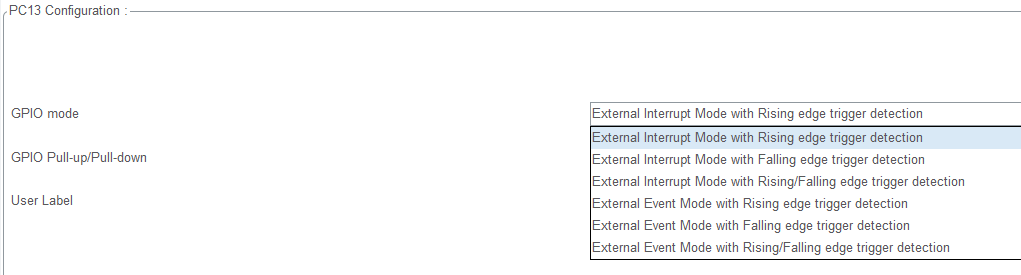 PC13 Configuration :
GPIO mode
External Interrupt Mode with Rising edge trigger detection
External Interrupt Mode with Rising edge trigger detection
GPIO Pull-up/Pull-down
External Interrupt Mode with Falling edge trigger detection
External Interrupt Mode with Rising/Falling edge trigger detection
User Label
External Event Mode with Rising edge trigger detection
External Event Mode with Falling edge trigger detection
External Event Mode with Rising/Falling edge trigger detection